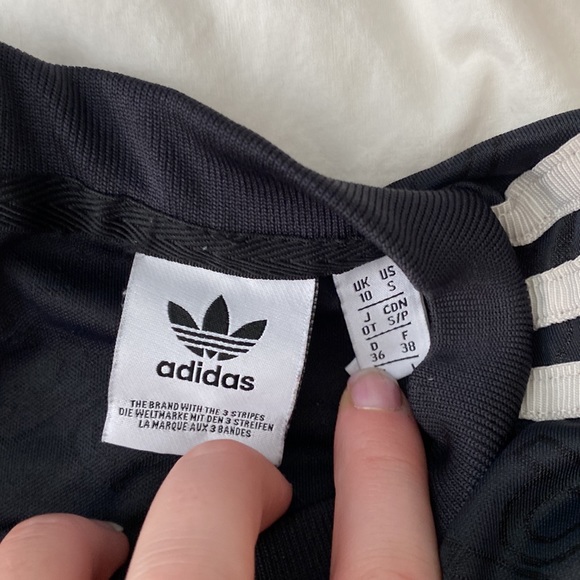 adidas
THE BRAND WITH THE 3 STRIPES
DIE WELTMARKE MIT DEN 3 STREIFEN
LA MARQUE AUX 3 BANDES
UK US
10 S
J CDN
OT S/P
D F
36 38